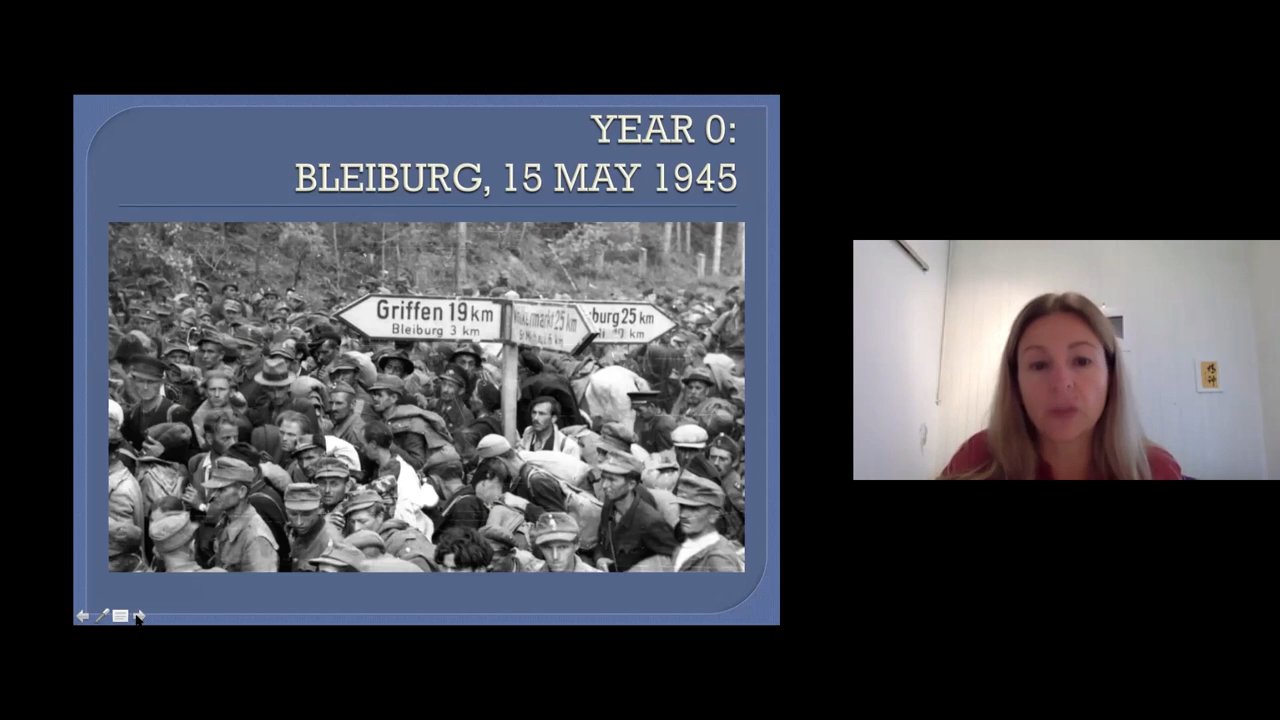 YEAR 0:
BLEIBURG, 15 MAY 1945
Griffen 19 km
Bleiburg 3 km
burg 25 km